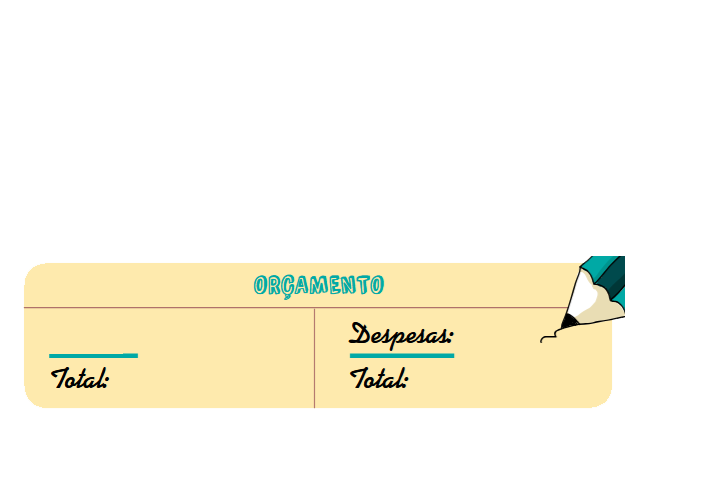 ORÇAMENTO
Despesas:
Total:
Total: